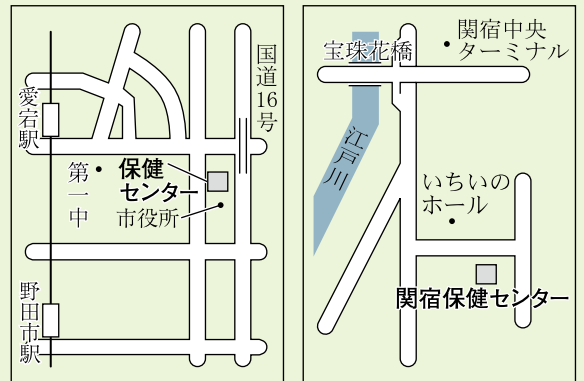 国道16号
愛宕駅
第一中
保健
センター
市役所
野田市駅
宝珠花橋
関宿中央
ターミナル
江戸川
いちいの
ホール
関宿保健センター